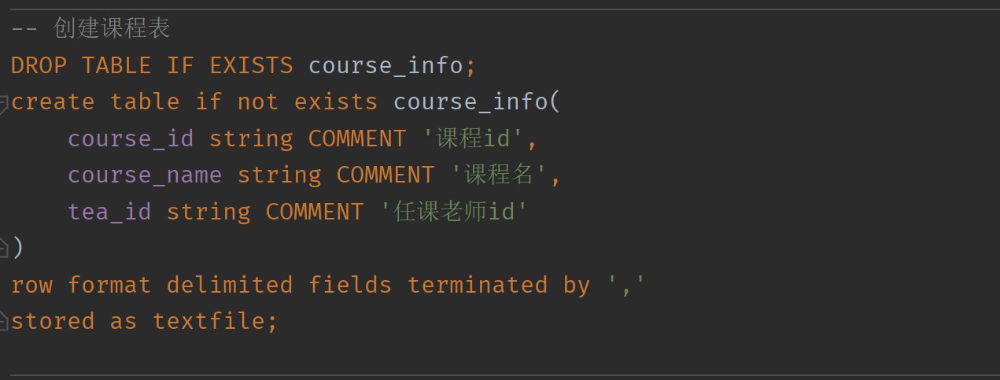 -- 创建课程表
DROP TABLE IF EXISTS course_info;
create table if not exists course_info(
    course_id string COMMENT '课程id',
    course_name string COMMENT '课程名',
    tea_id string COMMENT '任课老师id'
)
row format delimited fields terminated by ','
stored as textfile;